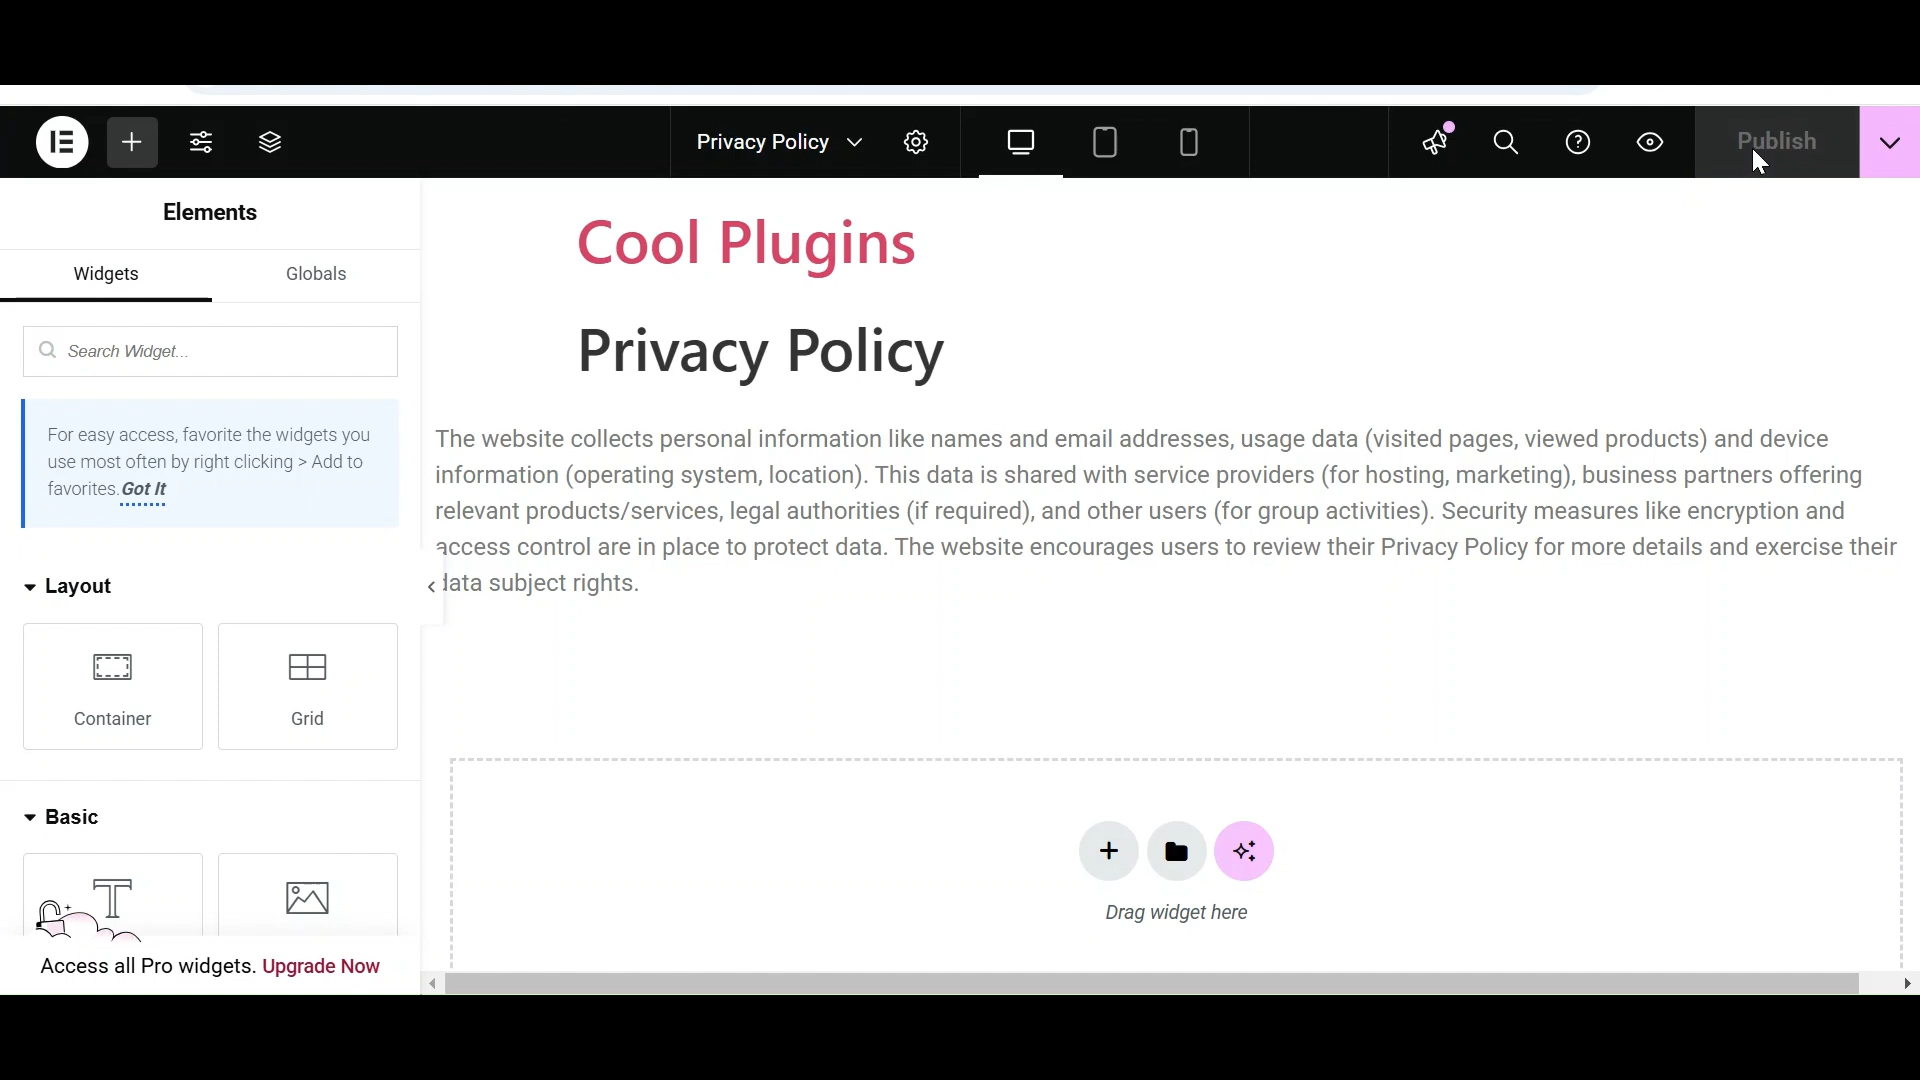 Privacy Policy
Publish
Elements
Widgets
Globals
Search Widget...
For easy access, favorite the widgets you
use most often by right clicking > Add to
favorites. Got It
Layout
Container
Grid
Basic
Access all Pro widgets. Upgrade Now
Cool Plugins
Privacy Policy
The website collects personal information like names and email addresses, usage data (visited pages, viewed products) and device
information (operating system, location). This data is shared with service providers (for hosting, marketing), business partners offering
relevant products/services, legal authorities (if required), and other users (for group activities). Security measures like encryption and
access control are in place to protect data. The website encourages users to review their Privacy Policy for more details and exercise their
data subject rights.
Drag widget here